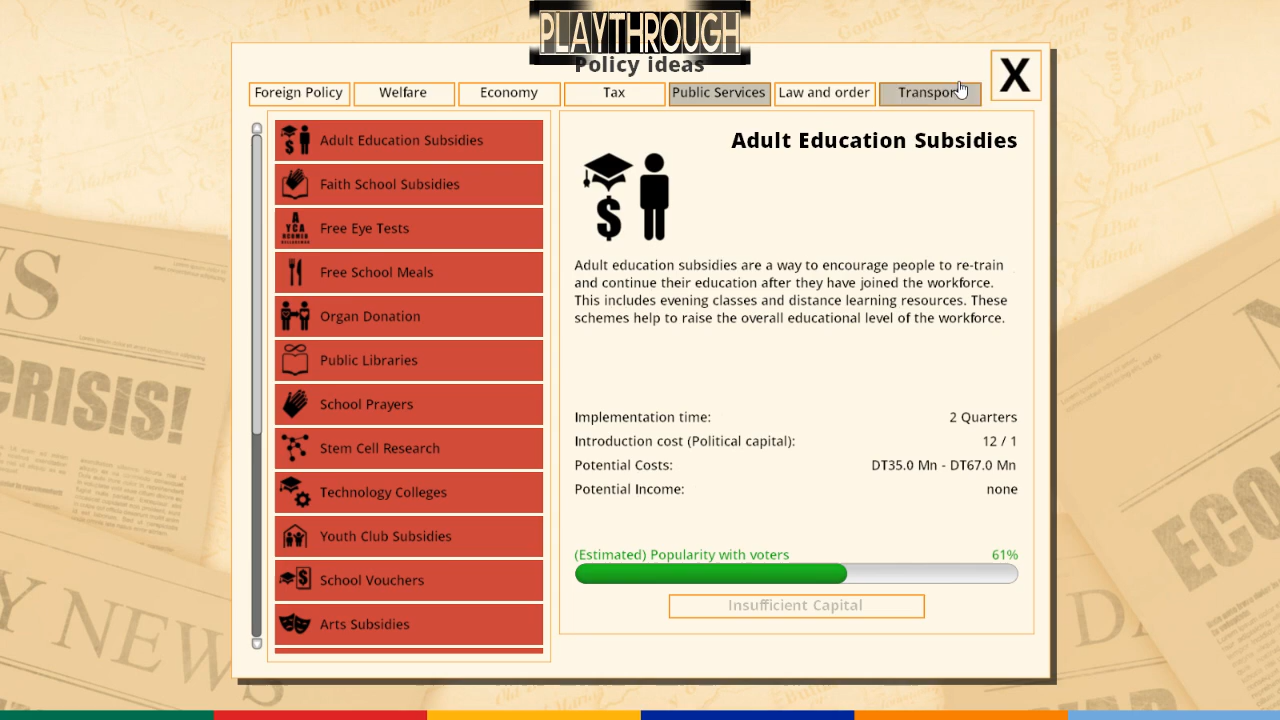 PLAYTHROUGH
Policy ideas
X
Foreign Policy
Welfare
Economy
Tax
Public Services
Law and order
Transport
Adult Education Subsidies
Faith School Subsidies
Free Eye Tests
Free School Meals
Organ Donation
Public Libraries
School Prayers
Stem Cell Research
Technology Colleges
Youth Club Subsidies
School Vouchers
Arts Subsidies
Adult Education Subsidies
Adult education subsidies are a way to encourage people to re-train
and continue their education after they have joined the workforce.
This includes evening classes and distance learning resources. These
schemes help to raise the overall educational level of the workforce.
Implementation time: 2 Quarters
Introduction cost (Political capital): 12 / 1
Potential Costs: DT35.0 Mn - DT67.0 Mn
Potential Income: none
(Estimated) Popularity with voters 61%
Insufficient Capital
CRISIS!
NEWS